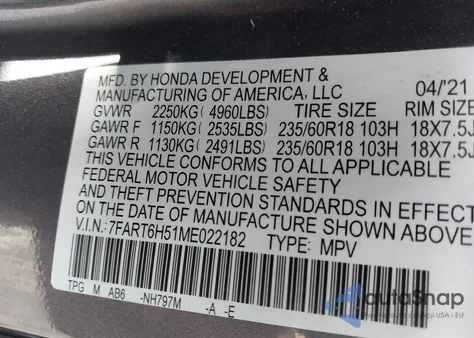 MFD. BY HONDA DEVELOPMENT &
MANUFACTURING OF AMERICA, LLC 04/'21
GVWR 2250KG (4960LBS) TIRE SIZE RIM SIZE
GAWR F 1150KG (2535LBS) 235/60R18 103H 18X7.5J
GAWR R 1130KG (2491LBS) 235/60R18 103H 18X7.5J
THIS VEHICLE CONFORMS TO ALL APPLICABLE
FEDERAL MOTOR VEHICLE SAFETY
AND THEFT PREVENTION STANDARDS IN EFFECT
ON THE DATE OF MANUFACTURE SHOWN ABOVE
V.I.N.:7FART6H51ME022182 TYPE: MPV
TPG M AB6 -NH797M -A -E
autaSnap
USA i EU